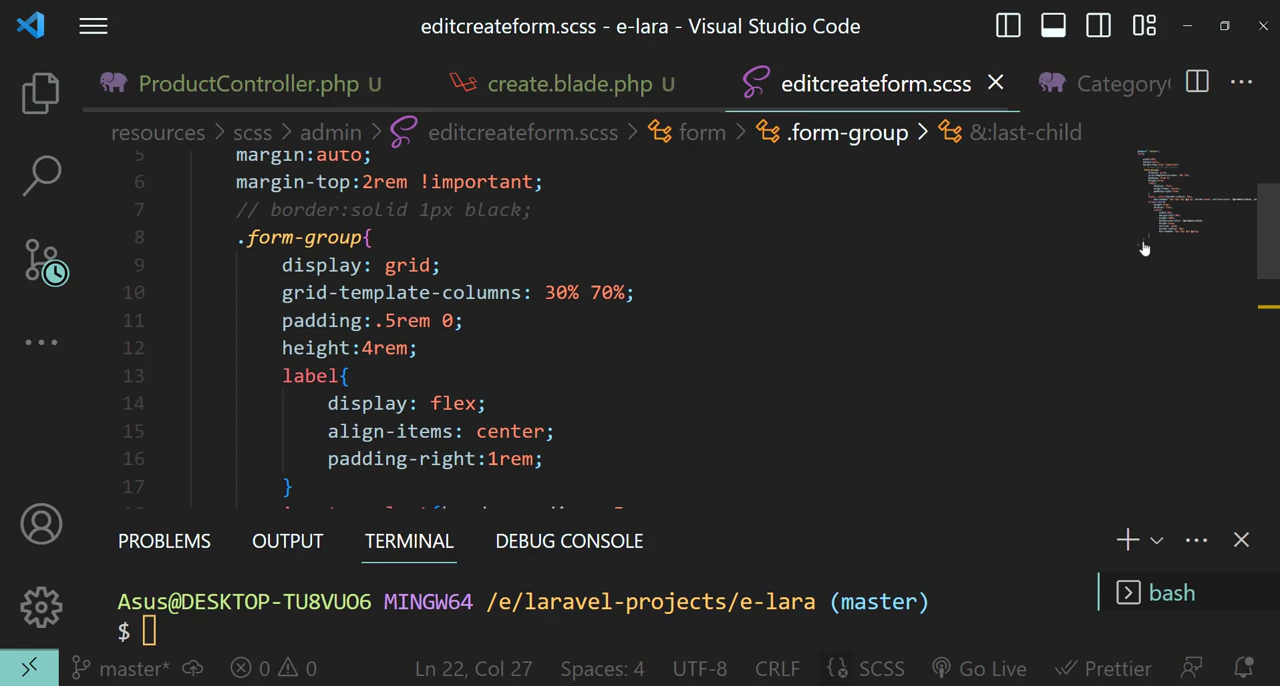 editcreateform.scss - e-lara - Visual Studio Code
ProductController.php U
create.blade.php U
editcreateform.scss
Category
resources > scss > admin > editcreateform.scss > form > .form-group > &:last-child
5 margin:auto;
6 margin-top:2rem !important;
7 // border:solid 1px black;
8 .form-group{
9 display: grid;
10 grid-template-columns: 30% 70%;
11 padding:.5rem 0;
12 height:4rem;
13 label{
14 display: flex;
15 align-items: center;
16 padding-right:1rem;
17 }
PROBLEMS OUTPUT TERMINAL DEBUG CONSOLE
Asus@DESKTOP-TU8VUO6 MINGW64 /e/laravel-projects/e-lara (master)
$
bash
master* 0 0 Ln 22, Col 27 Spaces: 4 UTF-8 CRLF SCSS Go Live Prettier